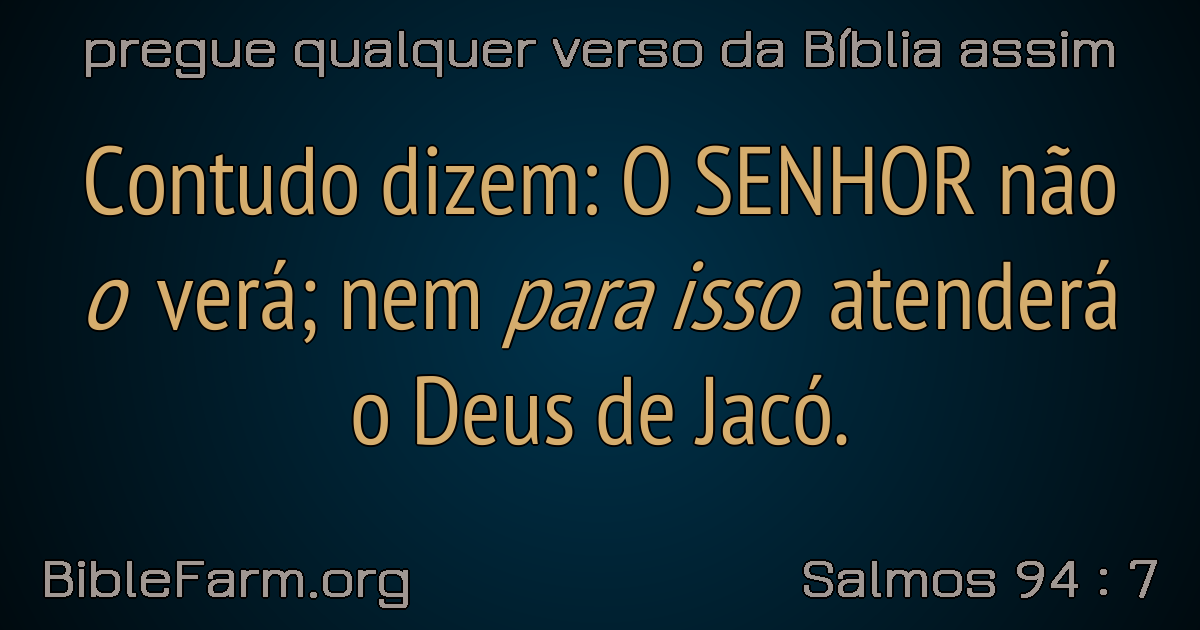 pregue qualquer verso da Bíblia assim
Contudo dizem: O SENHOR não
o verá; nem para isso atenderá
o Deus de Jacó.
BibleFarm.org
Salmos 94 : 7